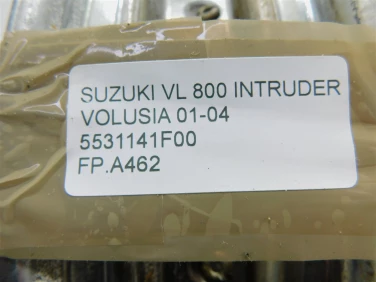 SUZUKI VL 800 INTRUDER
VOLUSIA 01-04
5531141F00
FP.A462